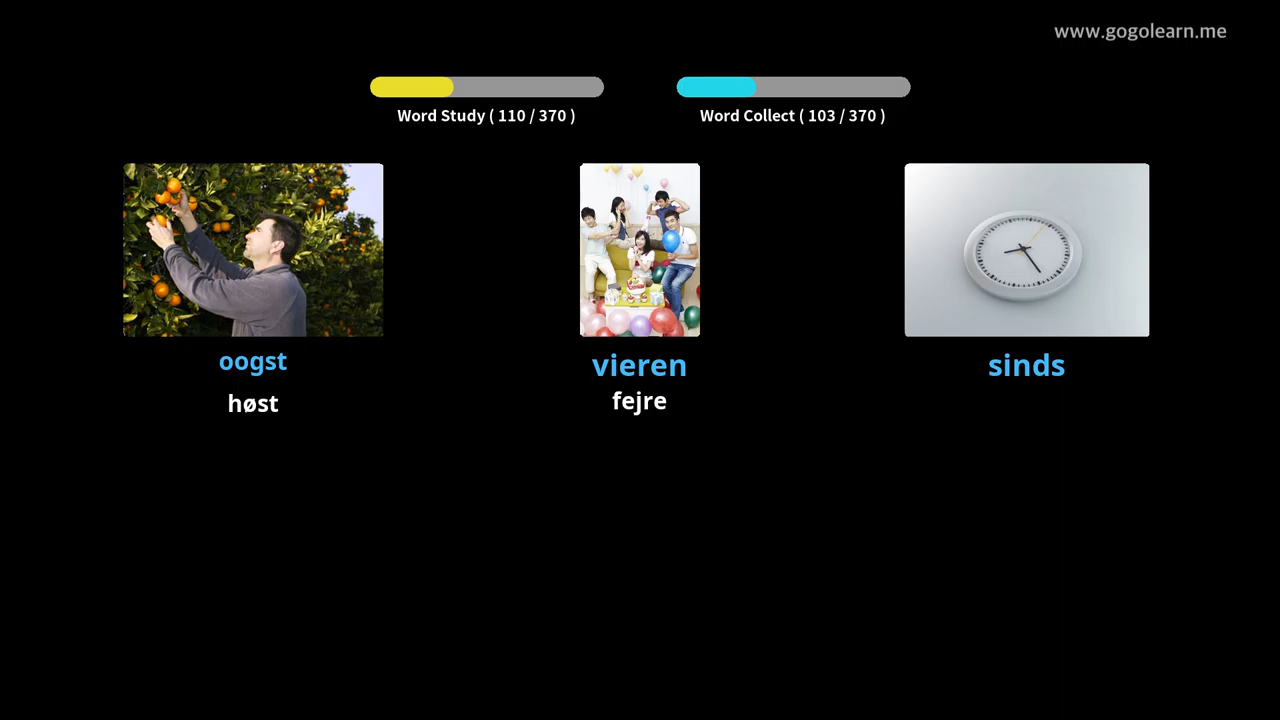 www.gogolearn.me
Word Study ( 110 / 370 )
Word Collect ( 103 / 370 )
oogst
høst
vieren
fejre
sinds